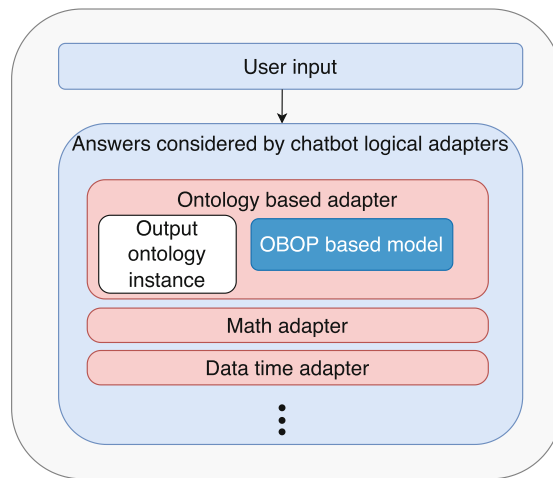 User input
Answers considered by chatbot logical adapters
Ontology based adapter
Output
ontology
instance
OBOP based model
Math adapter
Data time adapter